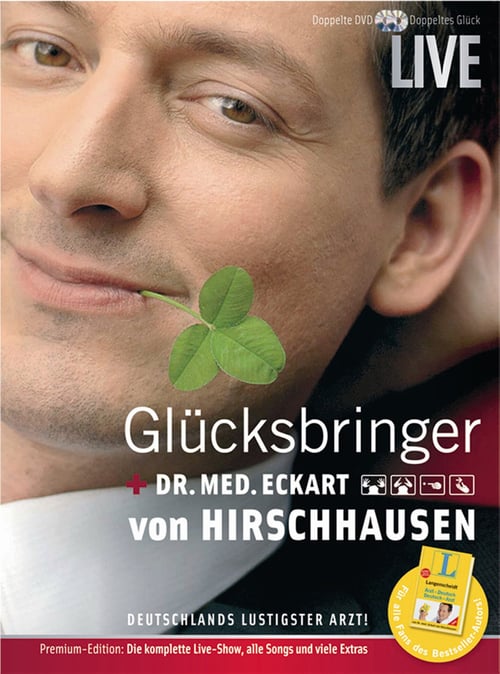 Doppelte DVD Doppeltes Glück
LIVE
Glücksbringer
DR. MED. ECKART
von HIRSCHHAUSEN
DEUTSCHLANDS LUSTIGSTER ARZT!
Für alle Fans des Bestseller-Autors!
L
Langenscheidt
Arzt-Deutsch
Deutsch-Arzt
Premium-Edition: Die komplette Live-Show, alle Songs und viele Extras